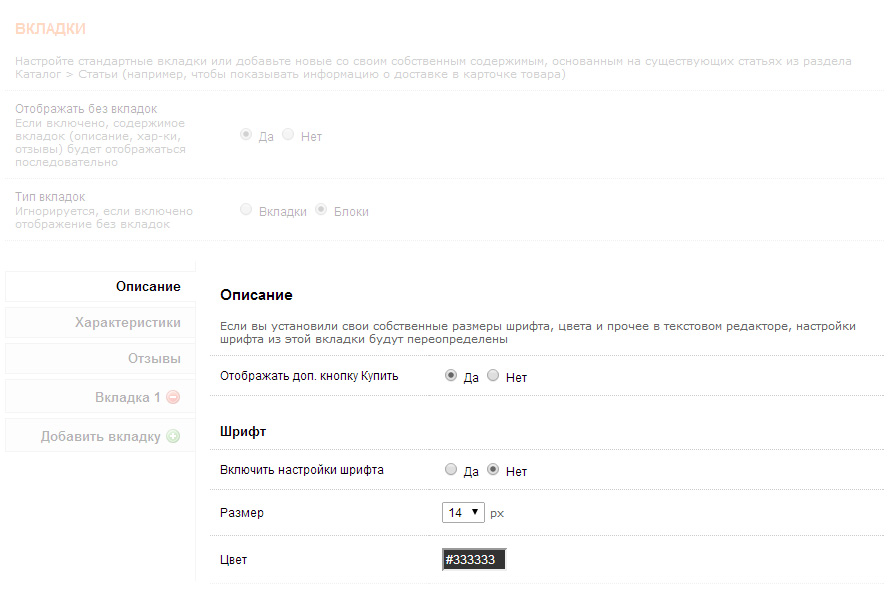 ВКЛАДКИ
Настройте стандартные вкладки или добавьте новые со своим собственным содержимым, основанным на существующих статьях из раздела
Каталог > Статьи (например, чтобы показывать информацию о доставке в карточке товара)
Отображать без вкладок
Если включено, содержимое
вкладок (описание, хар-ки,
отзывы) будет отображаться
последовательно
Да Нет
Тип вкладок
Игнорируется, если включено
отображение без вкладок
Вкладки Блоки
Описание
Характеристики
Отзывы
Вкладка 1
Добавить вкладку
Описание
Если вы установили свои собственные размеры шрифта, цвета и прочее в текстовом редакторе, настройки
шрифта из этой вкладки будут переопределены
Отображать доп. кнопку Купить Да Нет
Шрифт
Включить настройки шрифта Да Нет
Размер 14 px
Цвет #333333